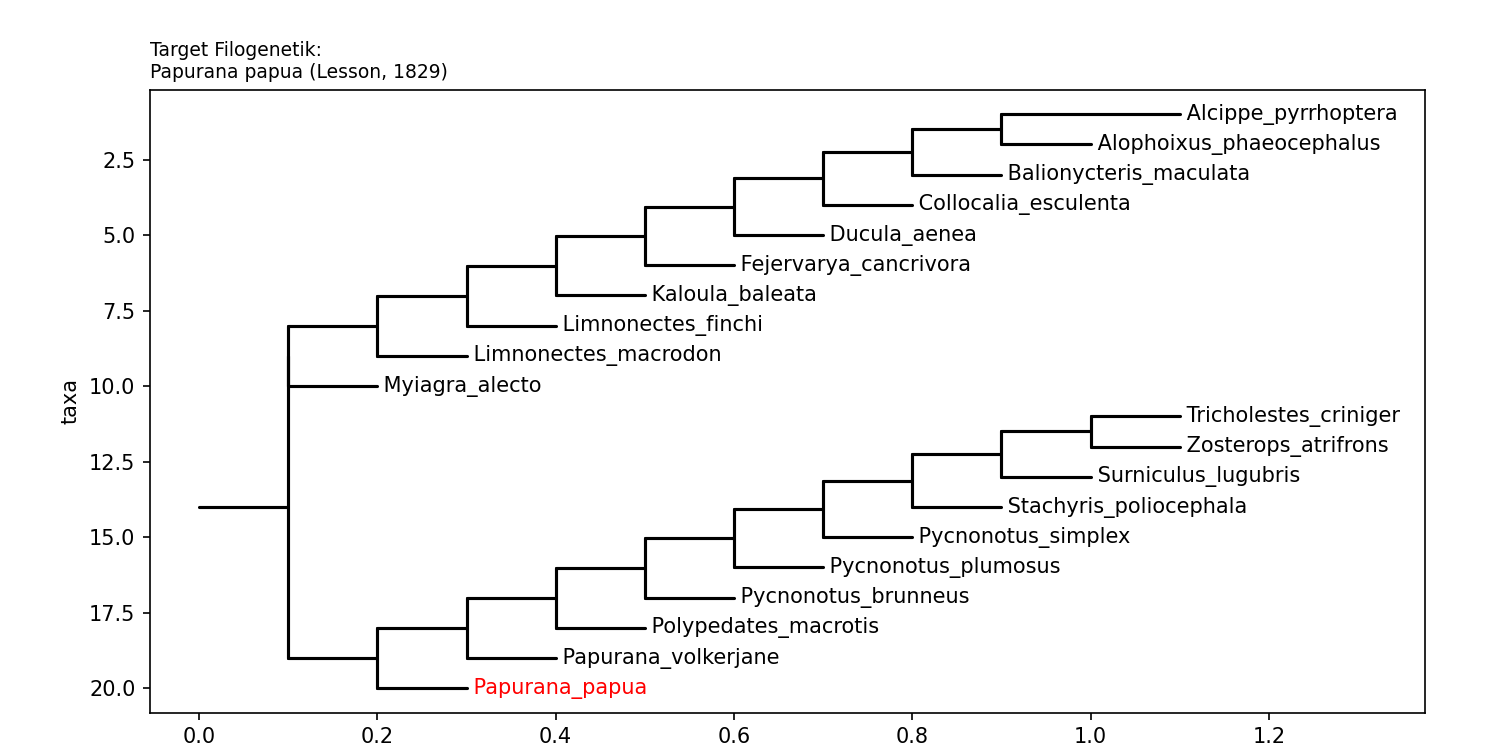 Target Filogenetik:
Papurana papua (Lesson, 1829)
Alcippe_pyrrhoptera
Alophoixus_phaeocephalus
2.5
Balionycteris_maculata
Collocalia_esculenta
5.0
Ducula_aenea
Fejervarya_cancrivora
Kaloula_baleata
7.5
Limnonectes_finchi
Limnonectes_macrodon
10.0
Myiagra_alecto
taxa
Tricholestes_criniger
Zosterops_atrifrons
12.5
Surniculus_lugubris
Stachyris_poliocephala
15.0
Pycnonotus_simplex
Pycnonotus_plumosus
Pycnonotus_brunneus
17.5
Polypedates_macrotis
Papurana_volkerjane
20.0
Papurana_papua
0.0 0.2 0.4 0.6 0.8 1.0 1.2